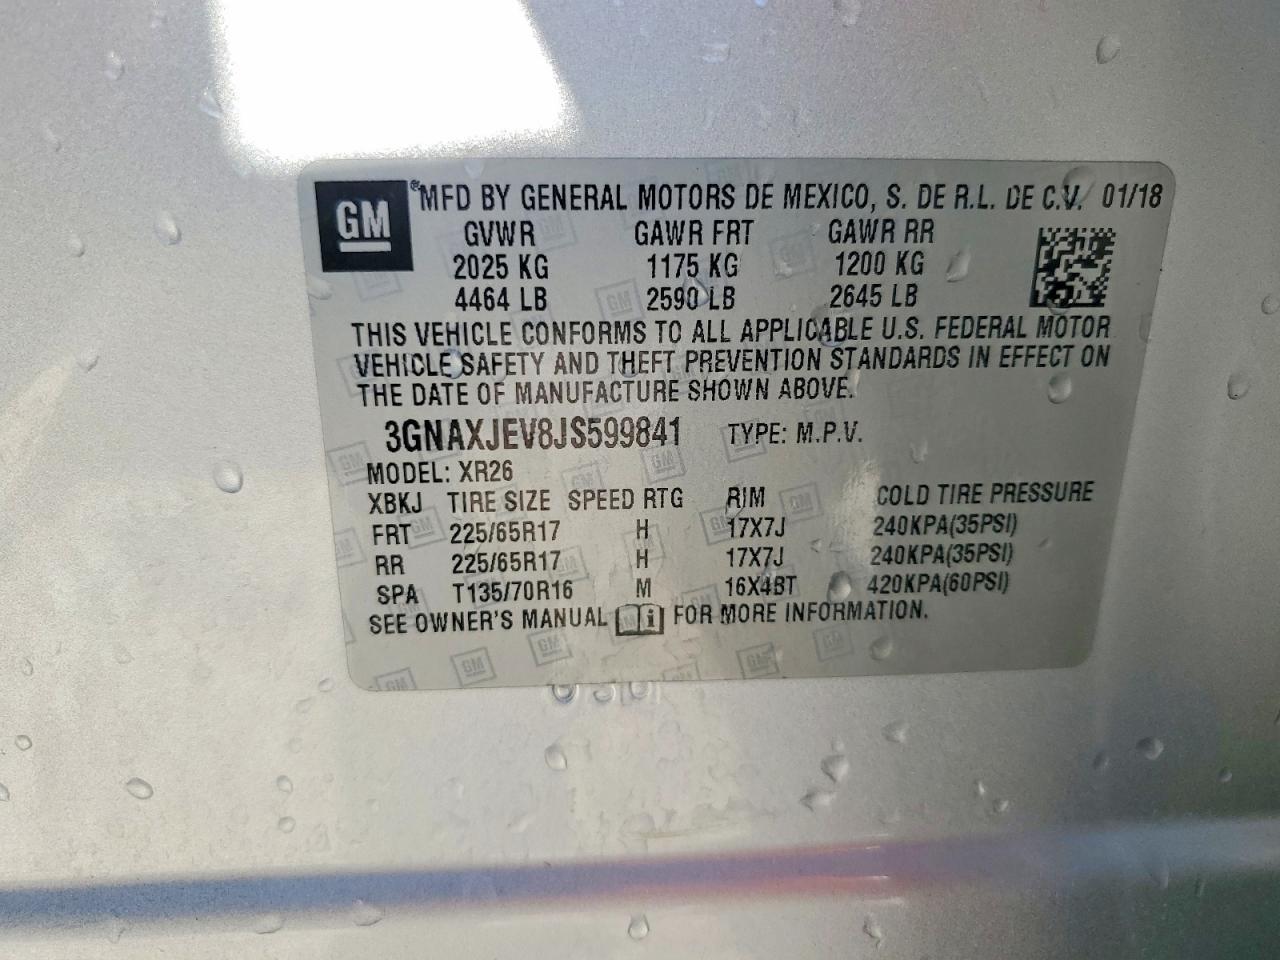 GM ® MFD BY GENERAL MOTORS DE MEXICO, S. DE R.L. DE C.V. 01/18
GVWR GAWR FRT GAWR RR
2025 KG 1175 KG 1200 KG
4464 LB 2590 LB 2645 LB
THIS VEHICLE CONFORMS TO ALL APPLICABLE U.S. FEDERAL MOTOR
VEHICLE SAFETY AND THEFT PREVENTION STANDARDS IN EFFECT ON
THE DATE OF MANUFACTURE SHOWN ABOVE.
3GNAXJEV8JS599841 TYPE: M.P.V.
MODEL: XR26
XBKJ TIRE SIZE SPEED RTG RIM COLD TIRE PRESSURE
FRT 225/65R17 H 17X7J 240KPA(35PSI)
RR 225/65R17 H 17X7J 240KPA(35PSI)
SPA T135/70R16 M 16X4BT 420KPA(60PSI)
SEE OWNER'S MANUAL i FOR MORE INFORMATION.